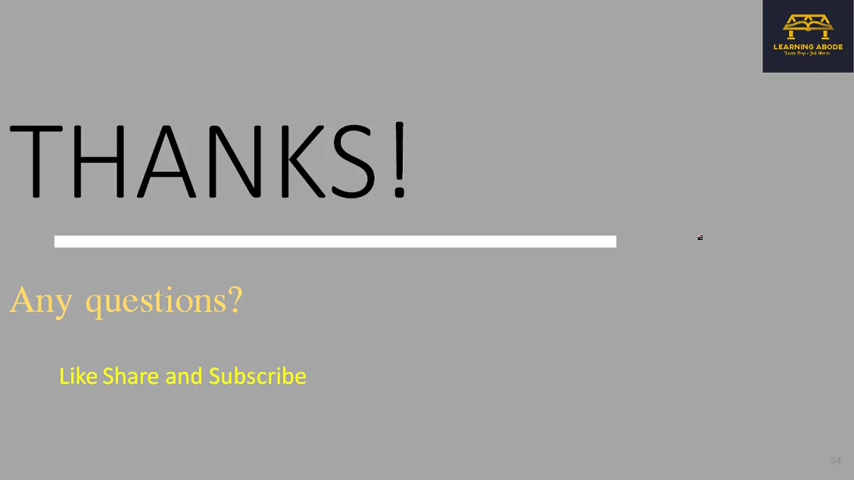 LEARNING ABODE
THANKS!
Any questions?
Like Share and Subscribe
24